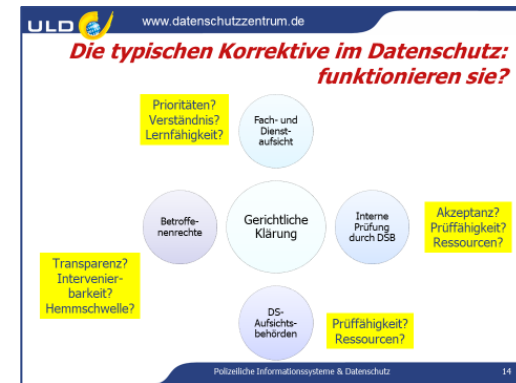 ULD
www.datenschutzzentrum.de
Die typischen Korrektive im Datenschutz:
funktionieren sie?
Prioritäten?
Verständnis?
Lernfähigkeit?
Fach- und
Dienst-
aufsicht
Betroffe-
nenrechte
Gerichtliche
Klärung
Interne
Prüfung
durch DSB
Akzeptanz?
Prüffähigkeit?
Ressourcen?
Transparenz?
Intervenier-
barkeit?
Hemmschwelle?
DS-
Aufsichts-
behörden
Prüffähigkeit?
Ressourcen?
Polizeiliche Informationssysteme & Datenschutz
14